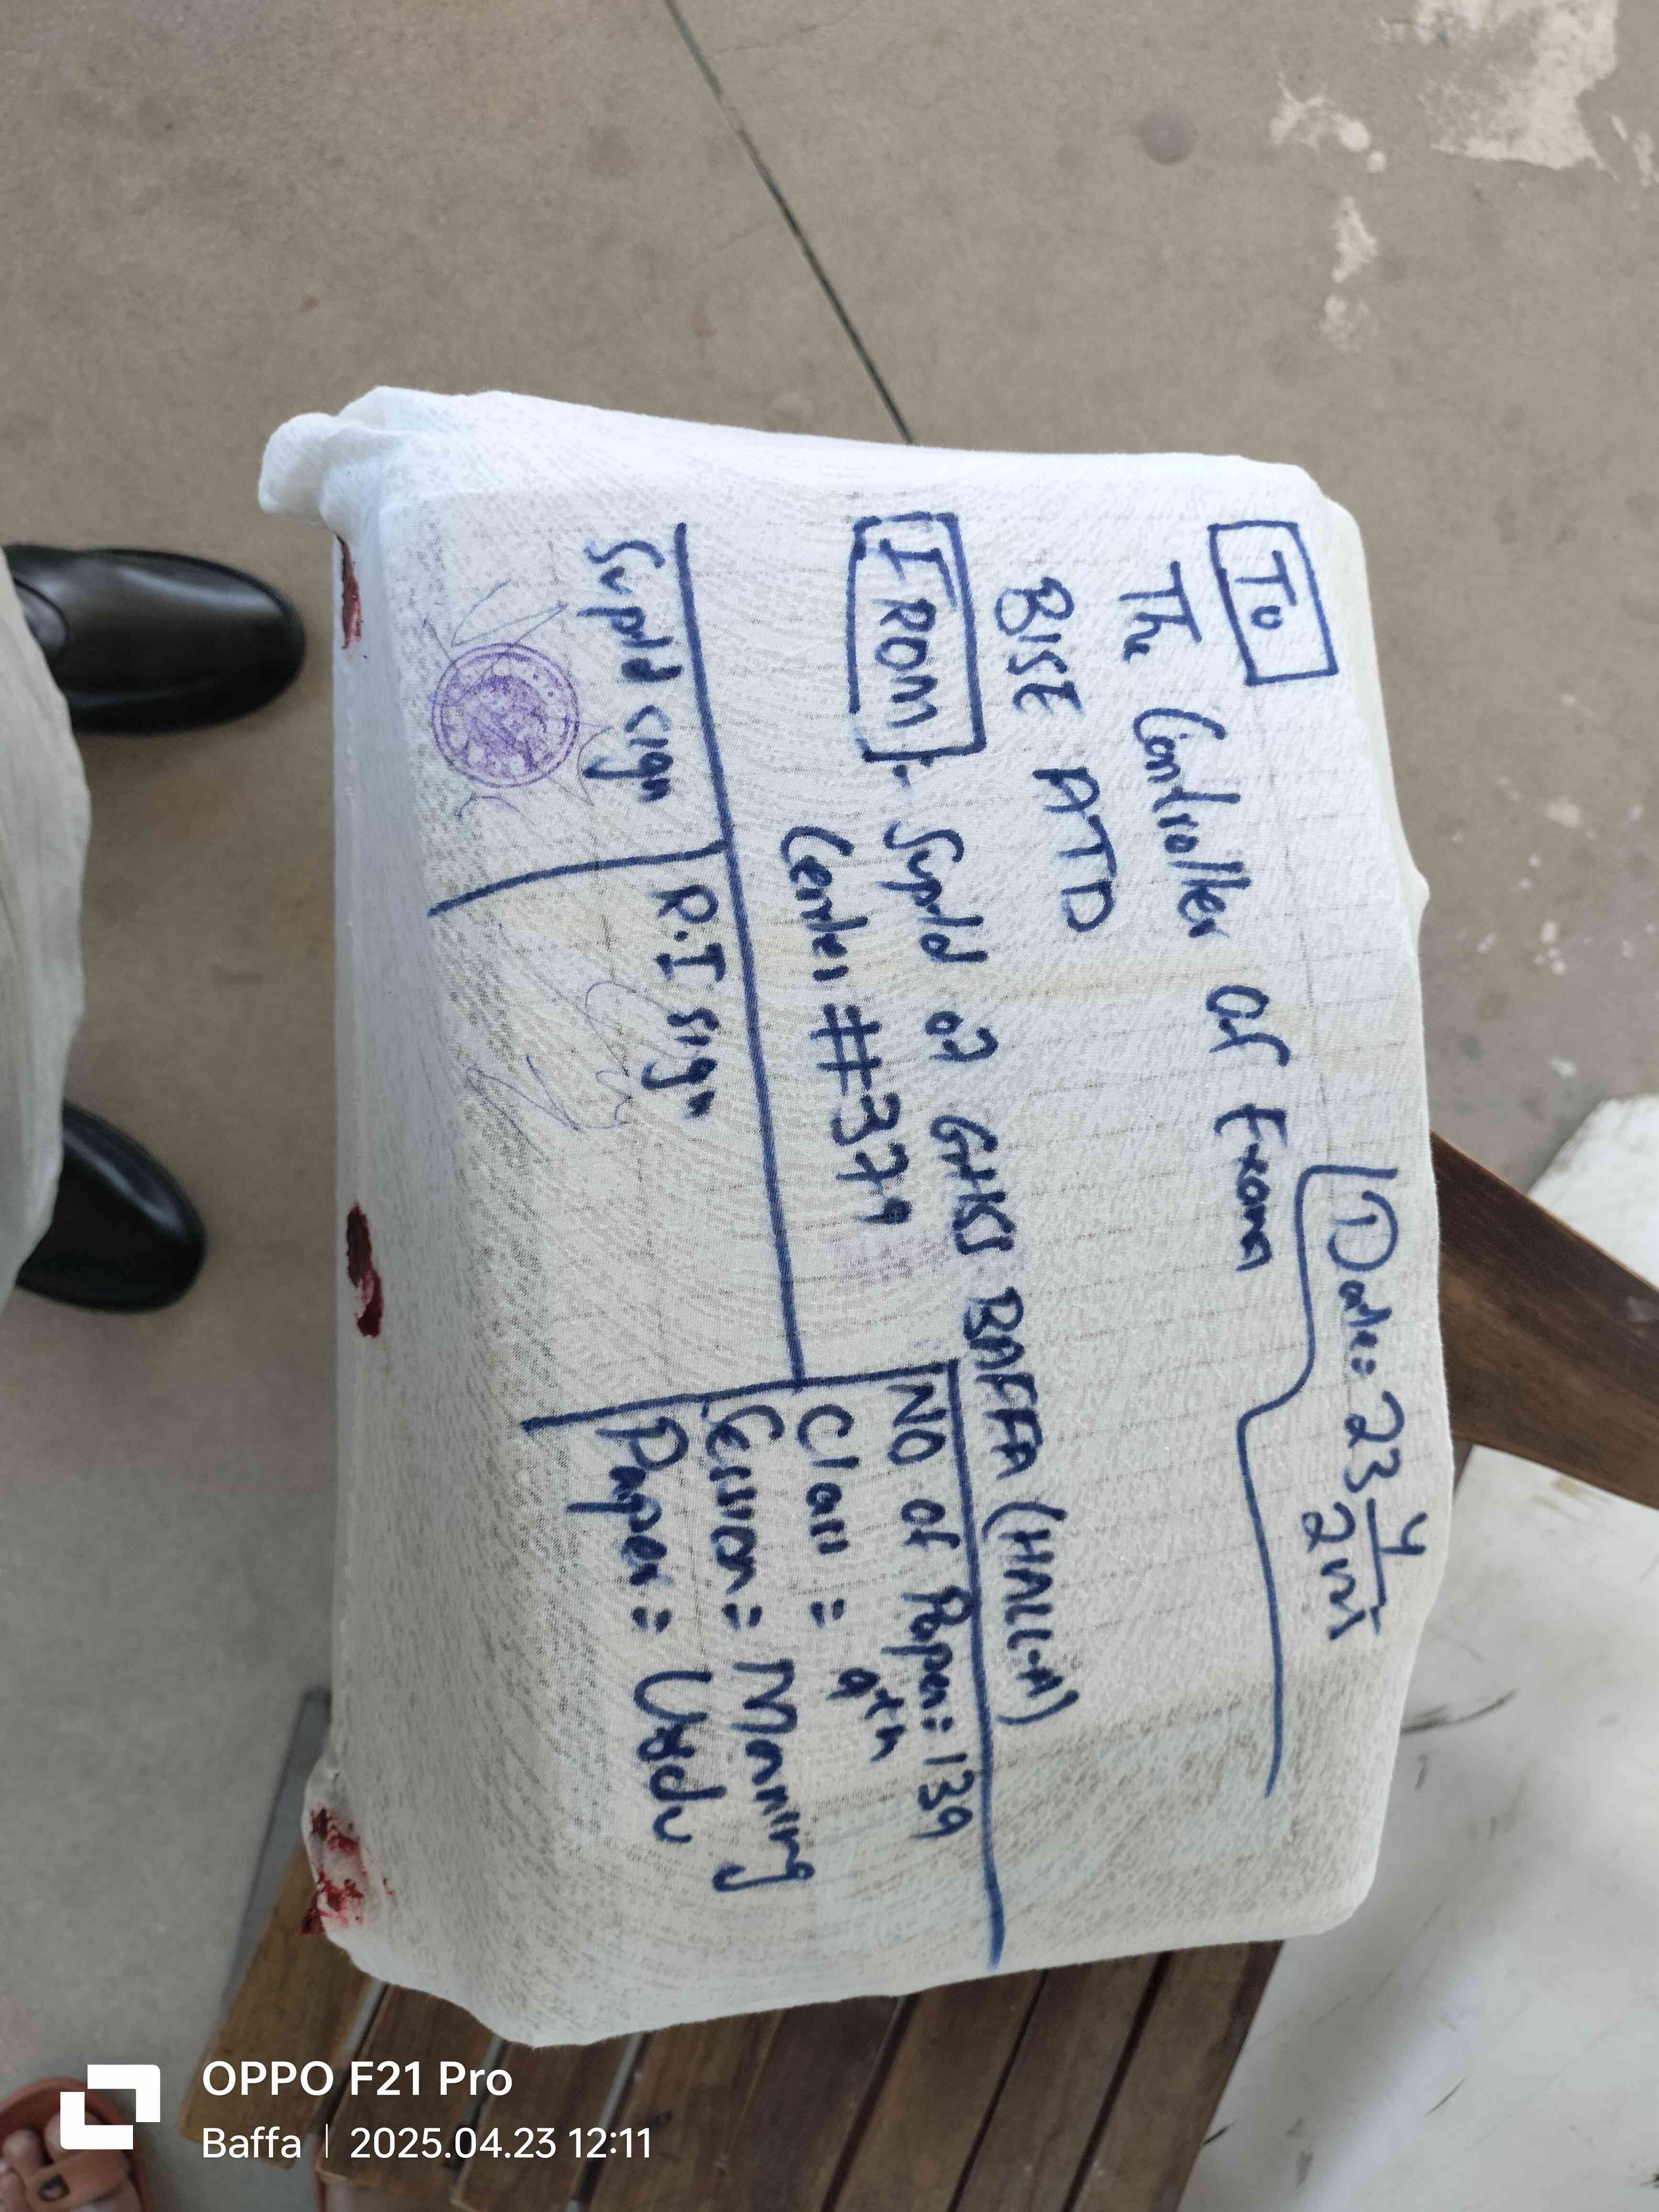 Date: 23 4/2025
To
The Controller Of Exam
BISE ATD
FROM :- Supdd of GHSS BAFFA (HALL-A)
Center # 379
NO of Paper = 139
Class = 9th
Session = Morning
Paper = Urdu
Supdd sign
R.I sign
OPPO F21 Pro
Baffa | 2025.04.23 12:11